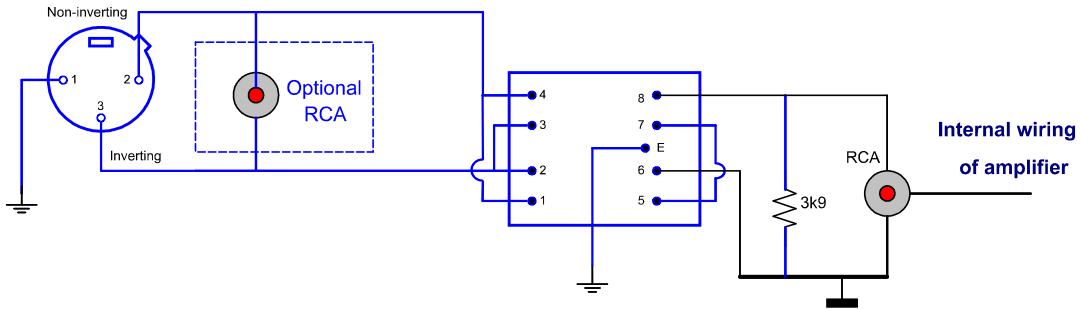 Non-inverting
1
2
3
Inverting
Optional
RCA
4
3
2
1
8
7
E
6
5
3k9
RCA
Internal wiring
of amplifier